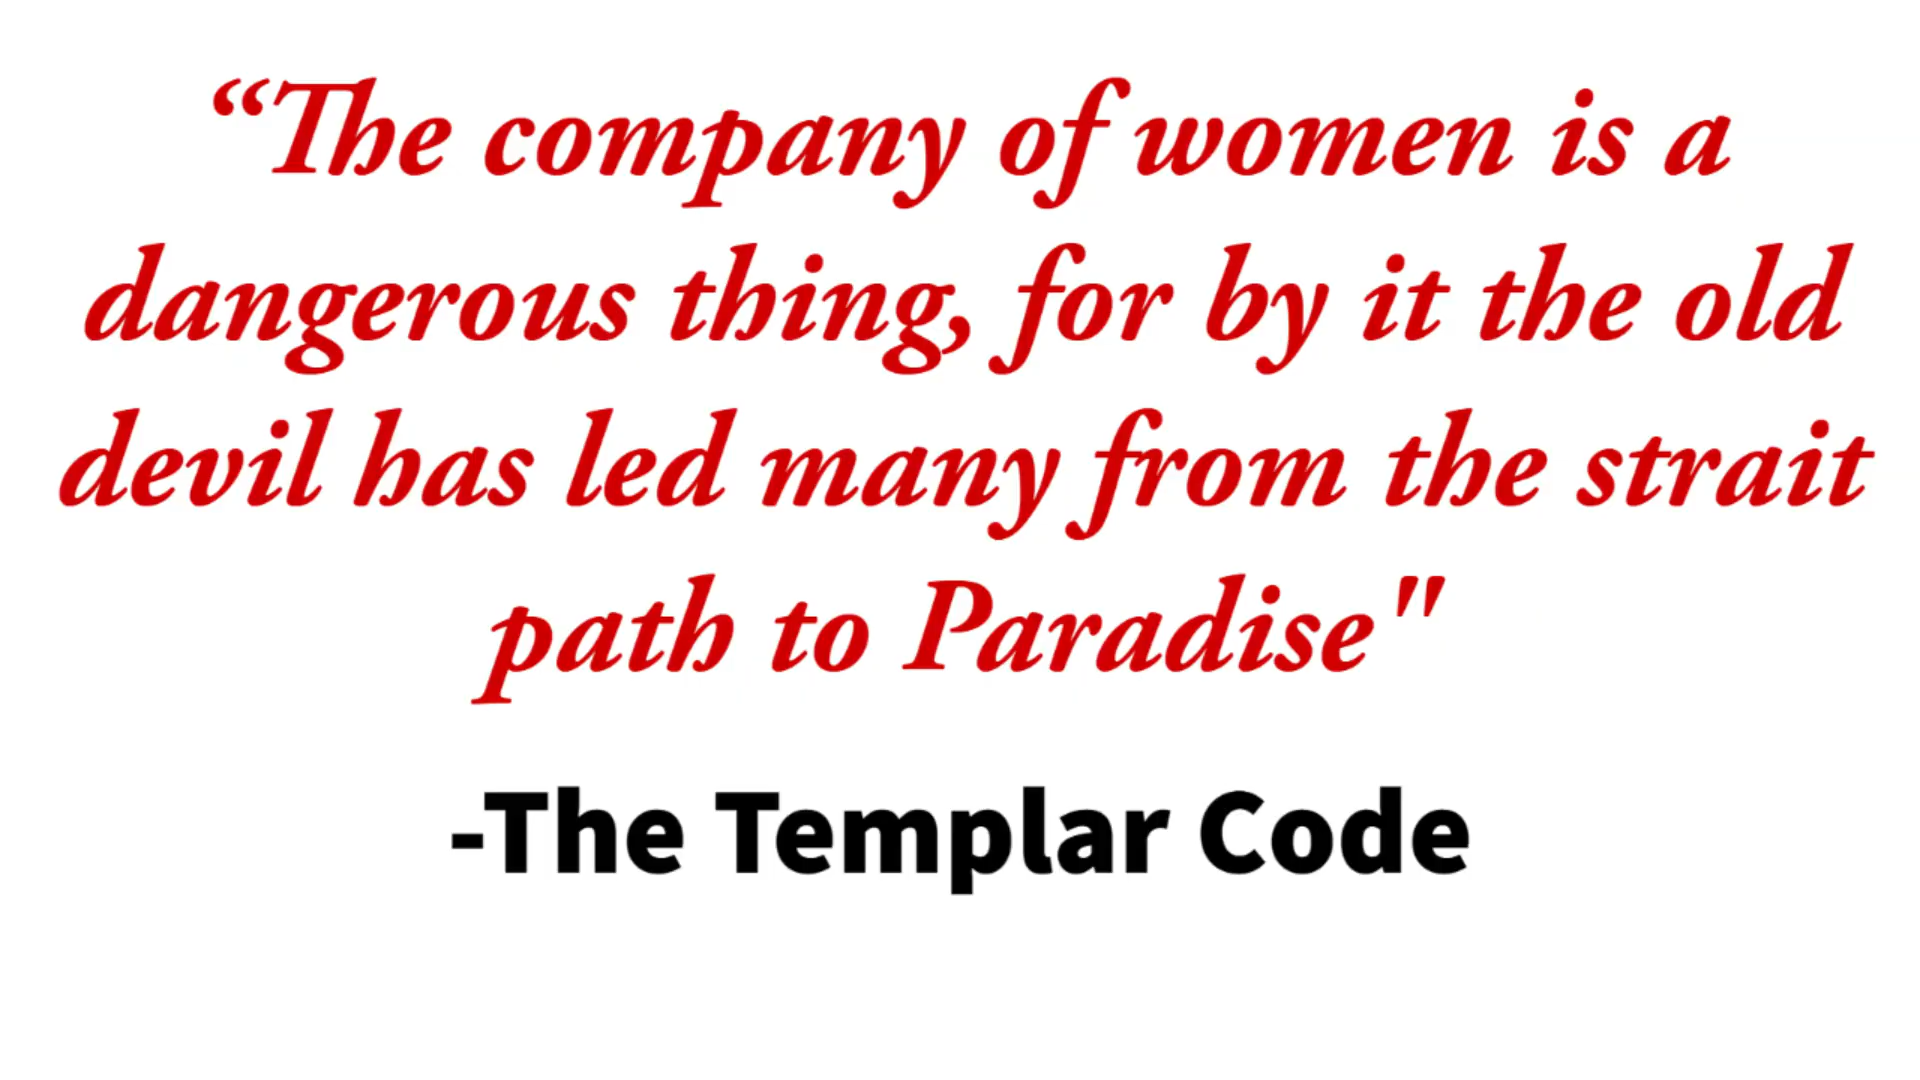 “The company of women is a
dangerous thing, for by it the old
devil has led many from the strait
path to Paradise"
-The Templar Code